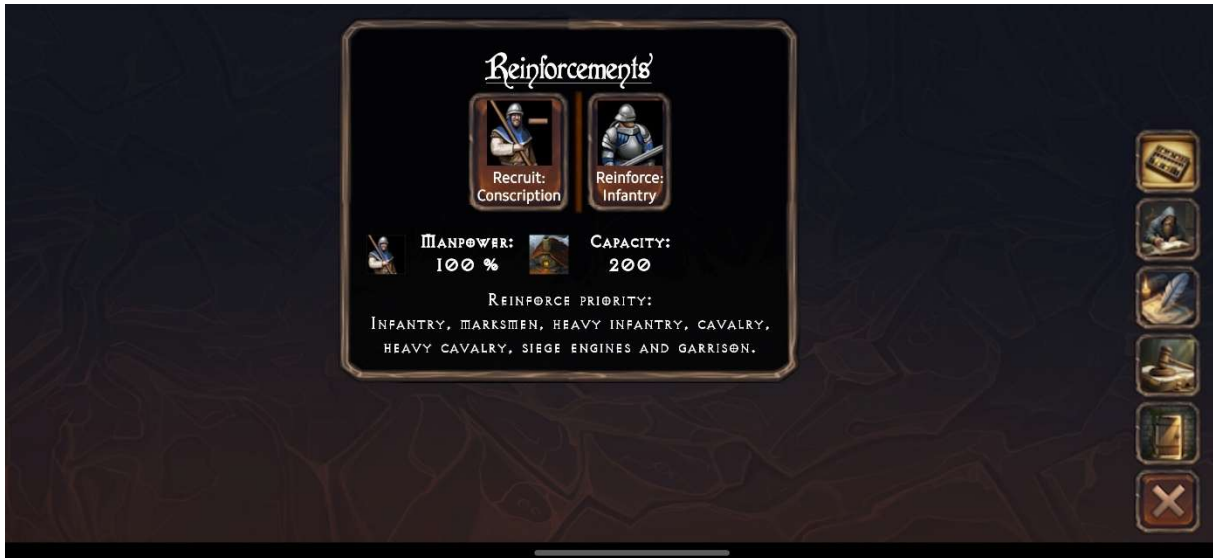 Reinforcements
Recruit:
Conscription
Reinforce:
Infantry
Manpower:
100 %
Capacity:
200
Reinforce priority:
Infantry, marksmen, heavy infantry, cavalry,
heavy cavalry, siege engines and garrison.